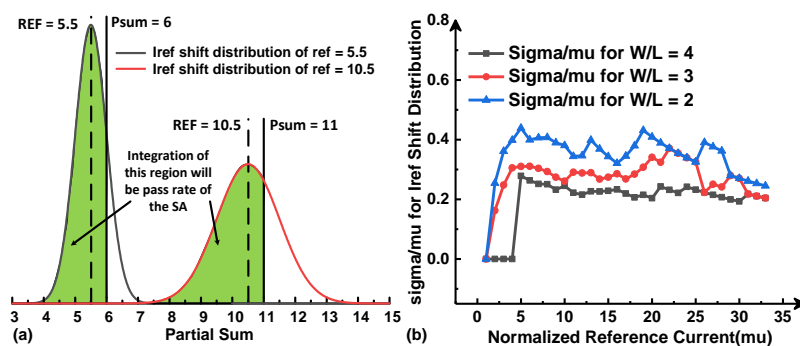 REF = 5.5
Psum = 6
Iref shift distribution of ref = 5.5
Iref shift distribution of ref = 10.5
REF = 10.5
Psum = 11
Integration of
this region will
be pass rate of
the SA
3 4 5 6 7 8 9 10 11 12 13 14 15
Partial Sum
(a)
sigma/mu for Iref Shift Distribution
0.8
0.6
0.4
0.2
0.0
Sigma/mu for W/L = 4
Sigma/mu for W/L = 3
Sigma/mu for W/L = 2
0 5 10 15 20 25 30 35
Normalized Reference Current(mu)
(b)